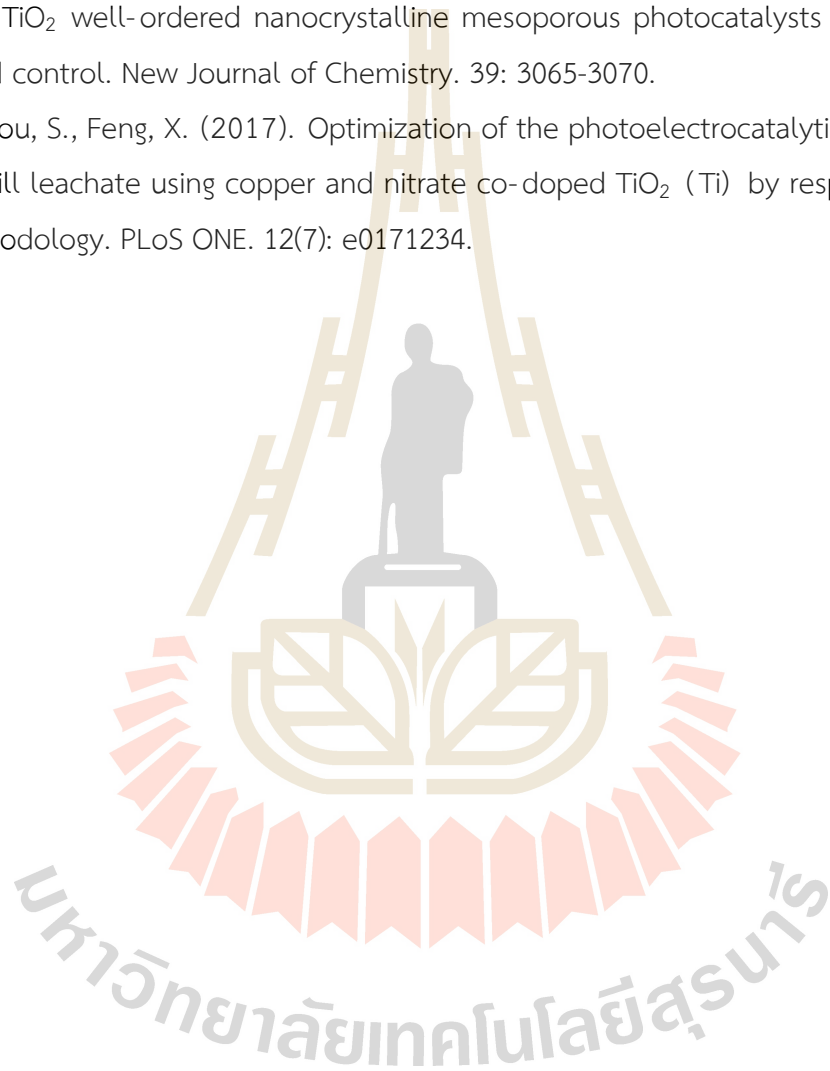 TiO₂ well-ordered nanocrystalline mesoporous photocatalysts
control. New Journal of Chemistry. 39: 3065-3070.
ou, S., Feng, X. (2017). Optimization of the photoelectrocatalyti
ill leachate using copper and nitrate co-doped TiO₂ (Ti) by resp
odology. PLoS ONE. 12(7): e0171234.
มหาวิทยาลัยเทคโนโลยีสุรนาร